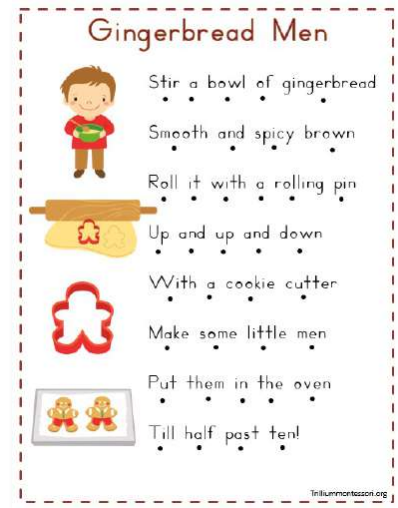 Gingerbread Men
Stir a bowl of gingerbread
Smooth and spicy brown
Roll it with a rolling pin
Up and up and down
With a cookie cutter
Make some little men
Put them in the oven
Till half past ten!
Trilliummontessori.org